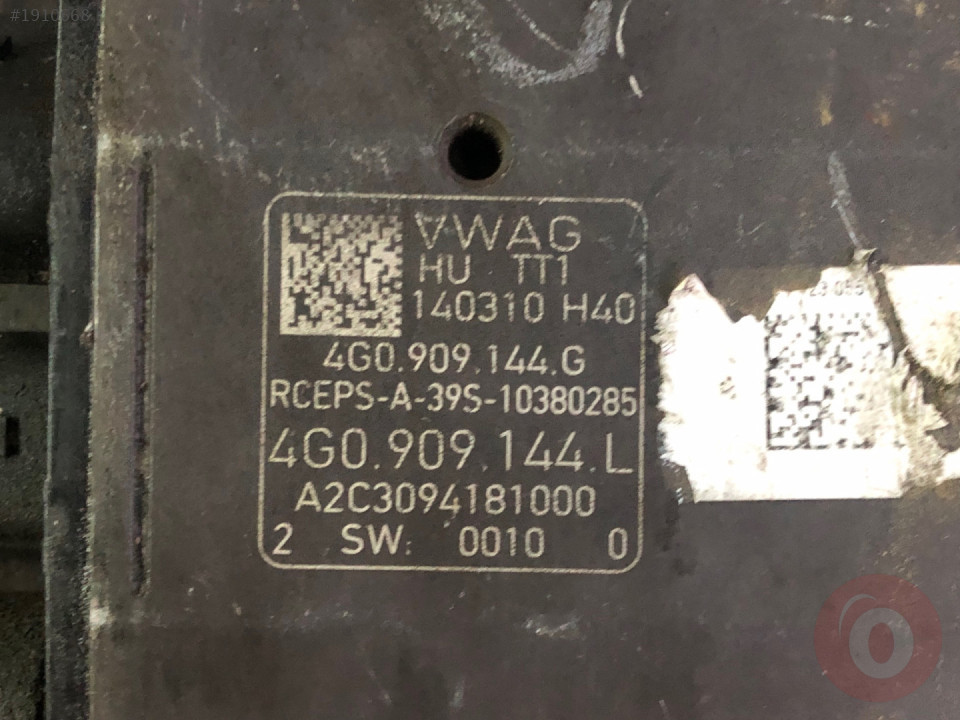 VWAG
HU TT1
140310 H40
4G0.909.144.G
RCEPS-A-39S-10380285
4G0.909.144.L
A2C3094181000
2 SW: 0010 0
O